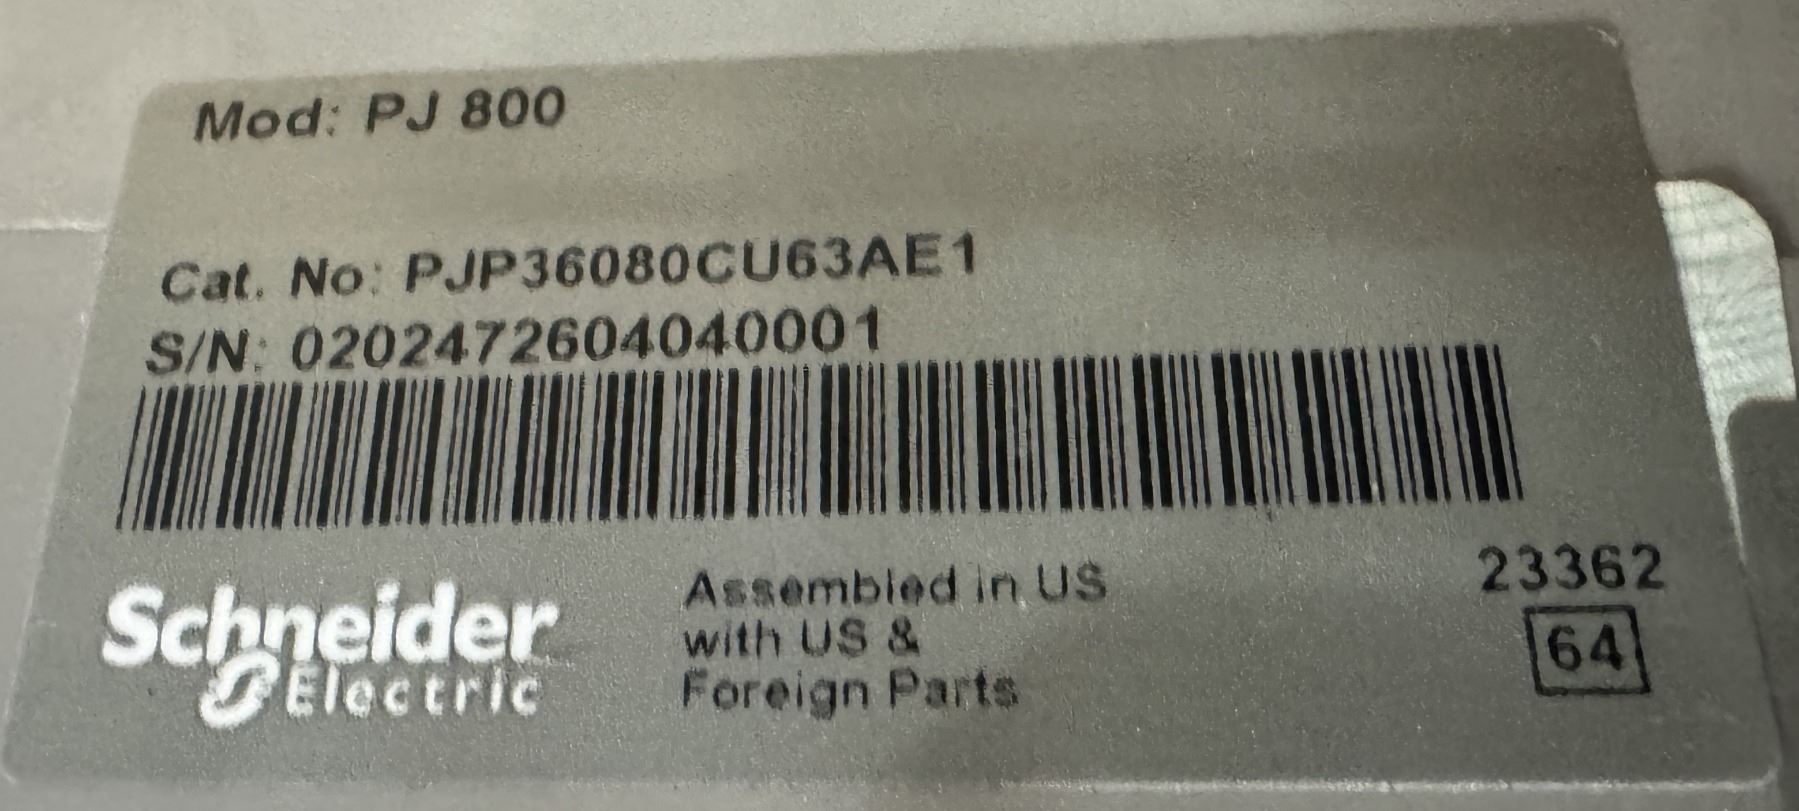 Mod: PJ 800
Cat. No: PJP36080CU63AE1
S/N: 0202472604040001
Schneider
Electric
Assembled in US
with US &
Foreign Parts
23362
64